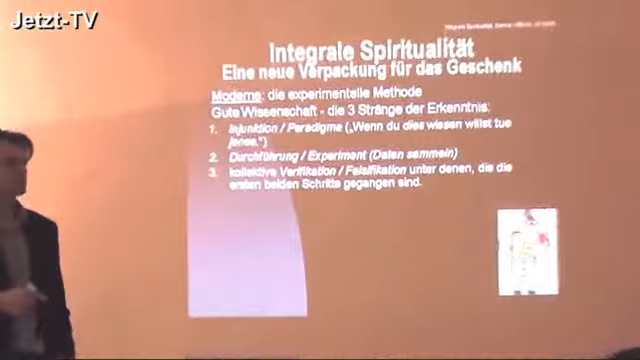 Jetzt-TV
Integrale Spiritualität
Eine neue Verpackung für das Geschenk
Moderne: die experimentelle Methode
Gute Wissenschaft - die 3 Stränge der Erkenntnis:
1. Injunktion / Paradigma („Wenn du dies wissen willst tue
jenes.")
2. Durchführung / Experiment (Daten sammeln)
3. kollektive Verifikation / Falsifikation unter denen, die die
ersten beiden Schritte gegangen sind.